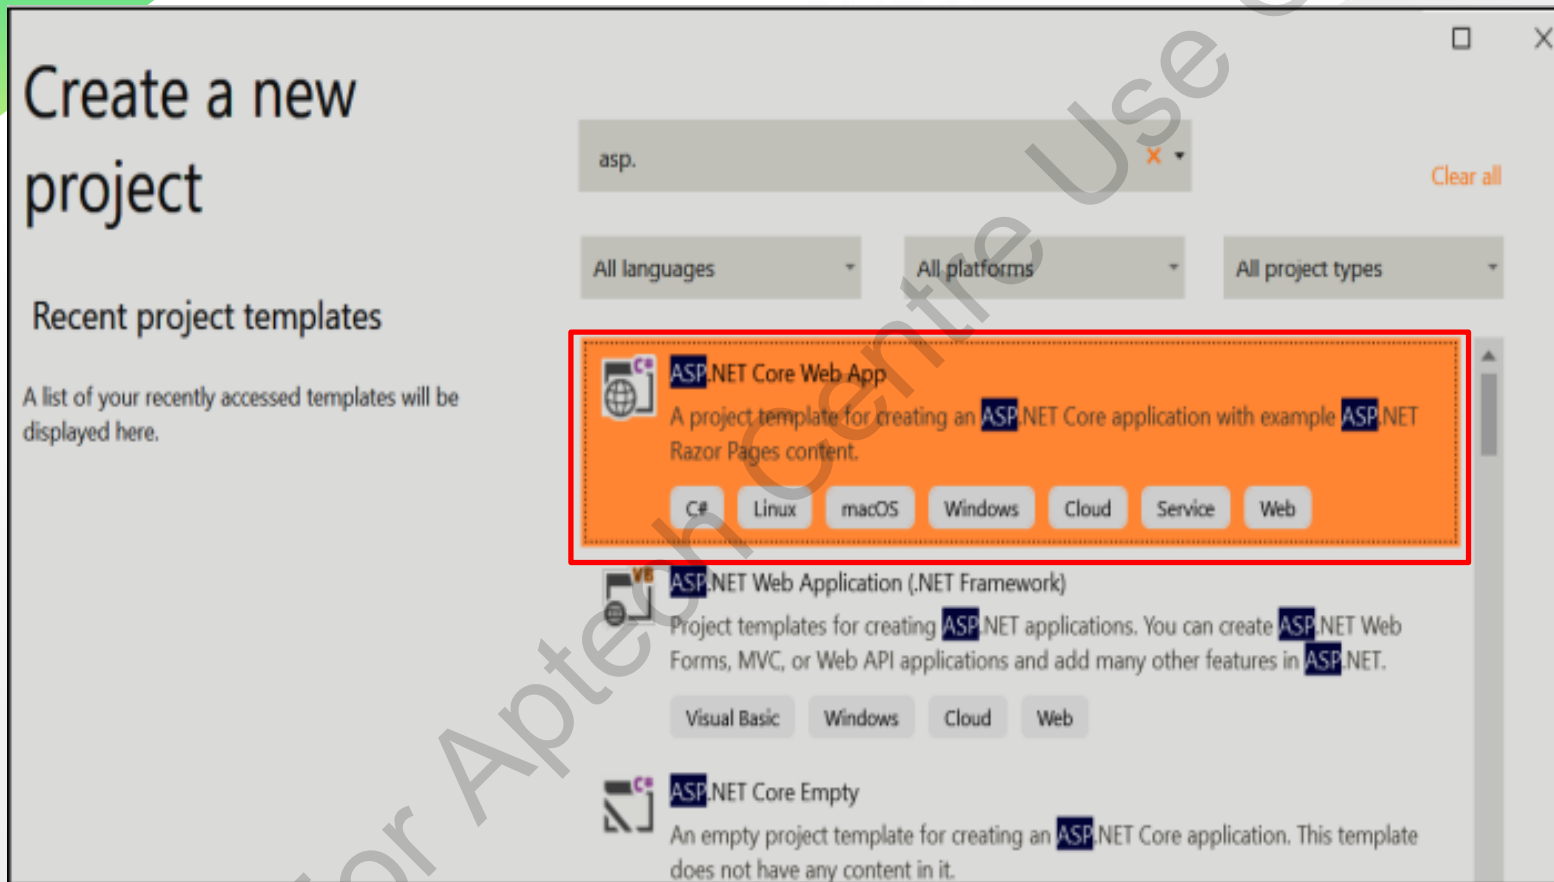 Create a new
project
asp.
Clear all
All languages
All platforms
All project types
Recent project templates
A list of your recently accessed templates will be
displayed here.
C#
ASP.NET Core Web App
A project template for creating an ASP.NET Core application with example ASP.NET
Razor Pages content.
C# Linux macOS Windows Cloud Service Web
VB
ASP.NET Web Application (.NET Framework)
Project templates for creating ASP.NET applications. You can create ASP.NET Web
Forms, MVC, or Web API applications and add many other features in ASP.NET.
Visual Basic Windows Cloud Web
C#
ASP.NET Core Empty
An empty project template for creating an ASP.NET Core application. This template
does not have any content in it.
For Aptech Centre Use